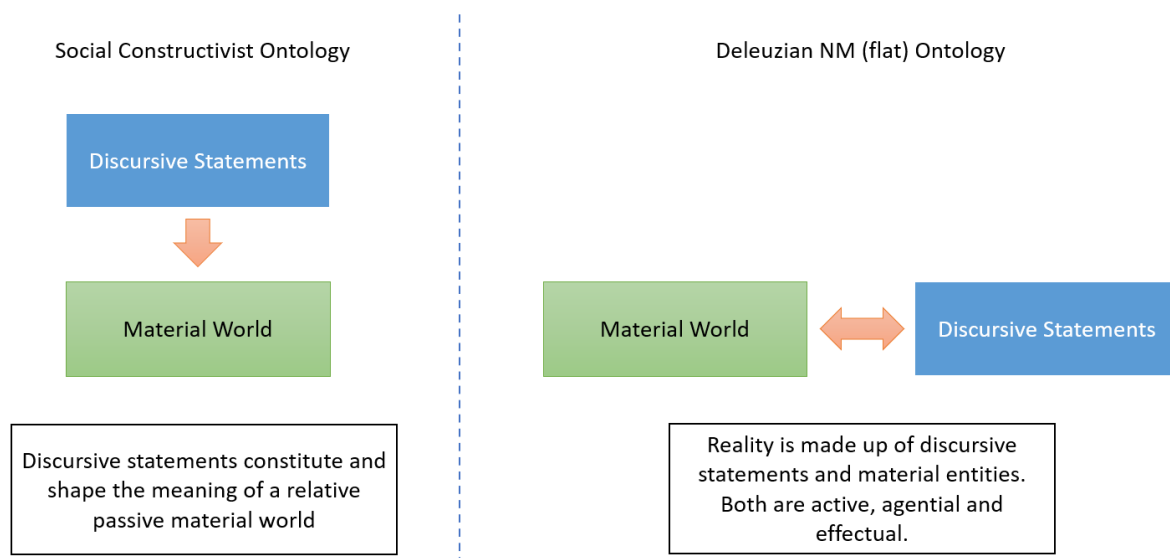 Social Constructivist Ontology
Discursive Statements
Material World
Discursive statements constitute and
shape the meaning of a relative
passive material world
Deleuzian NM (flat) Ontology
Material World
Discursive Statements
Reality is made up of discursive
statements and material entities.
Both are active, agential and
effectual.